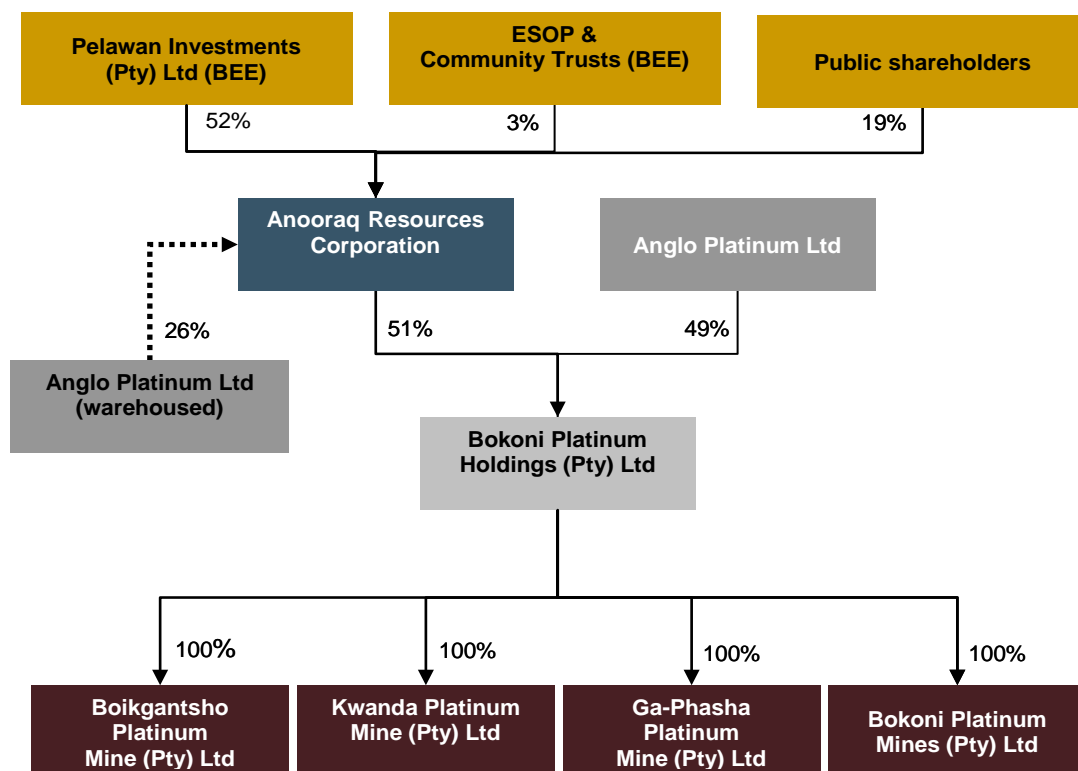 Pelawan Investments
(Pty) Ltd (BEE)
ESOP &
Community Trusts (BEE)
Public shareholders
52%
3%
19%
Anooraq Resources
Corporation
Anglo Platinum Ltd
26%
51%
49%
Anglo Platinum Ltd
(warehoused)
Bokoni Platinum
Holdings (Pty) Ltd
100%
100%
100%
100%
Boikgantsho
Platinum
Mine (Pty) Ltd
Kwanda Platinum
Mine (Pty) Ltd
Ga-Phasha
Platinum
Mine (Pty) Ltd
Bokoni Platinum
Mines (Pty) Ltd